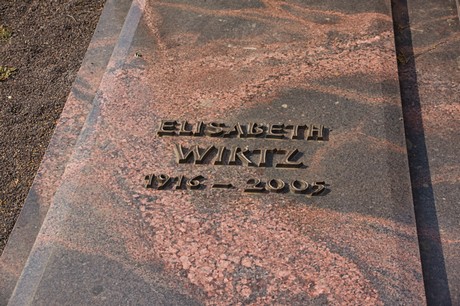 ELISABETH
WIRTZ
1916 – 2005